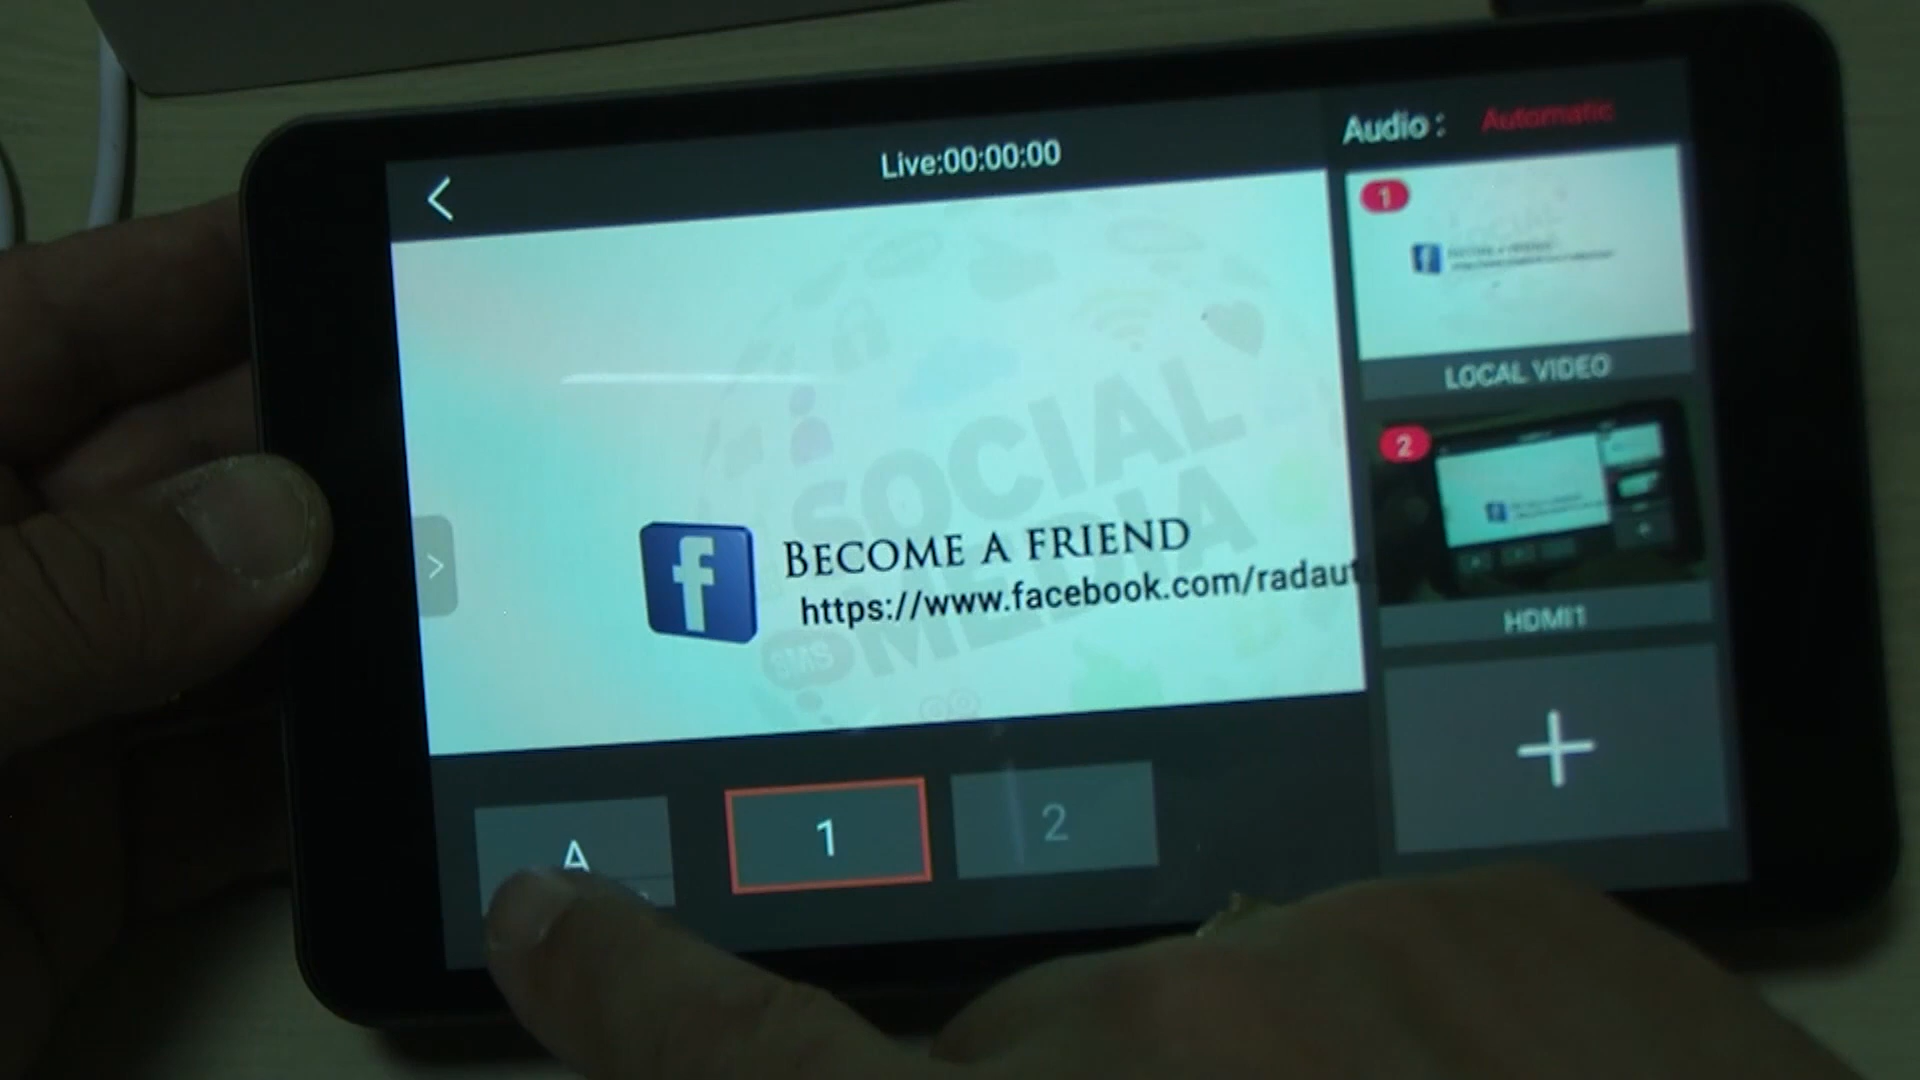 Live:00:00:00
Audio : Automatic
1
LOCAL VIDEO
2
HDMI1
SOCIAL
MEDIA
SMS
f
BECOME A FRIEND
https://www.facebook.com/radaut
A
1
2